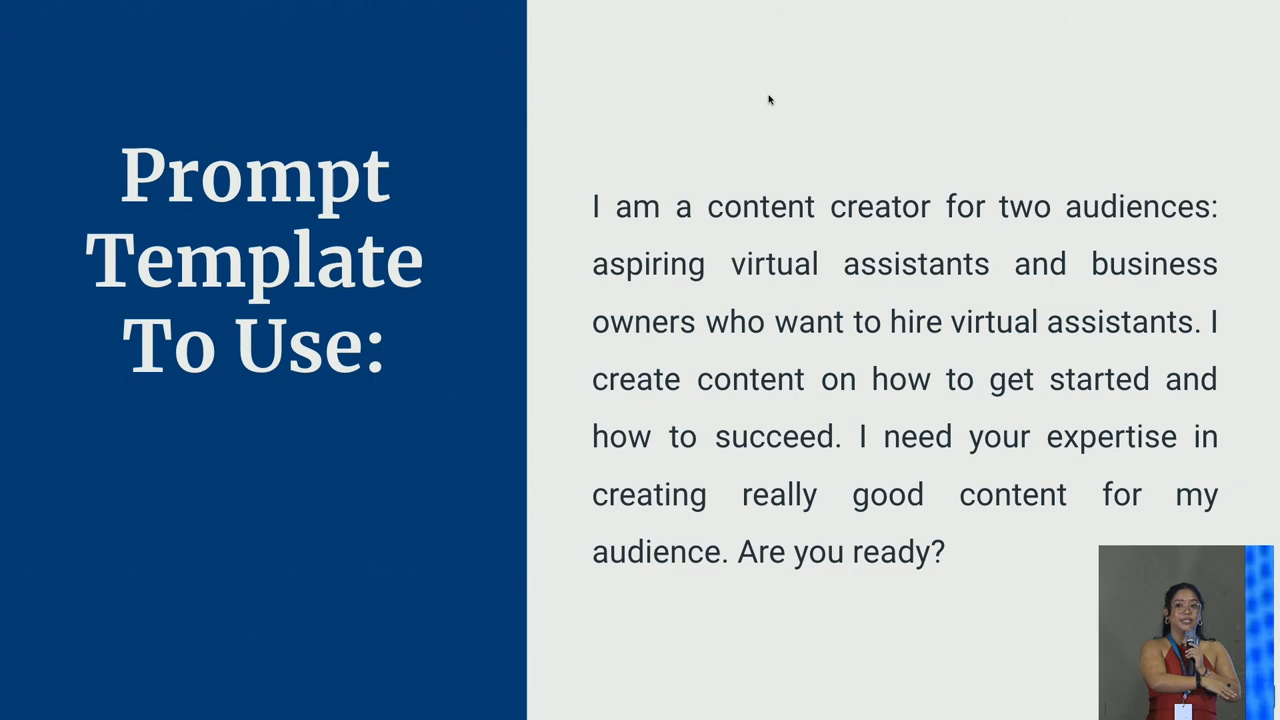 Prompt
Template
To Use:
I am a content creator for two audiences:
aspiring virtual assistants and business
owners who want to hire virtual assistants. I
create content on how to get started and
how to succeed. I need your expertise in
creating really good content for my
audience. Are you ready?